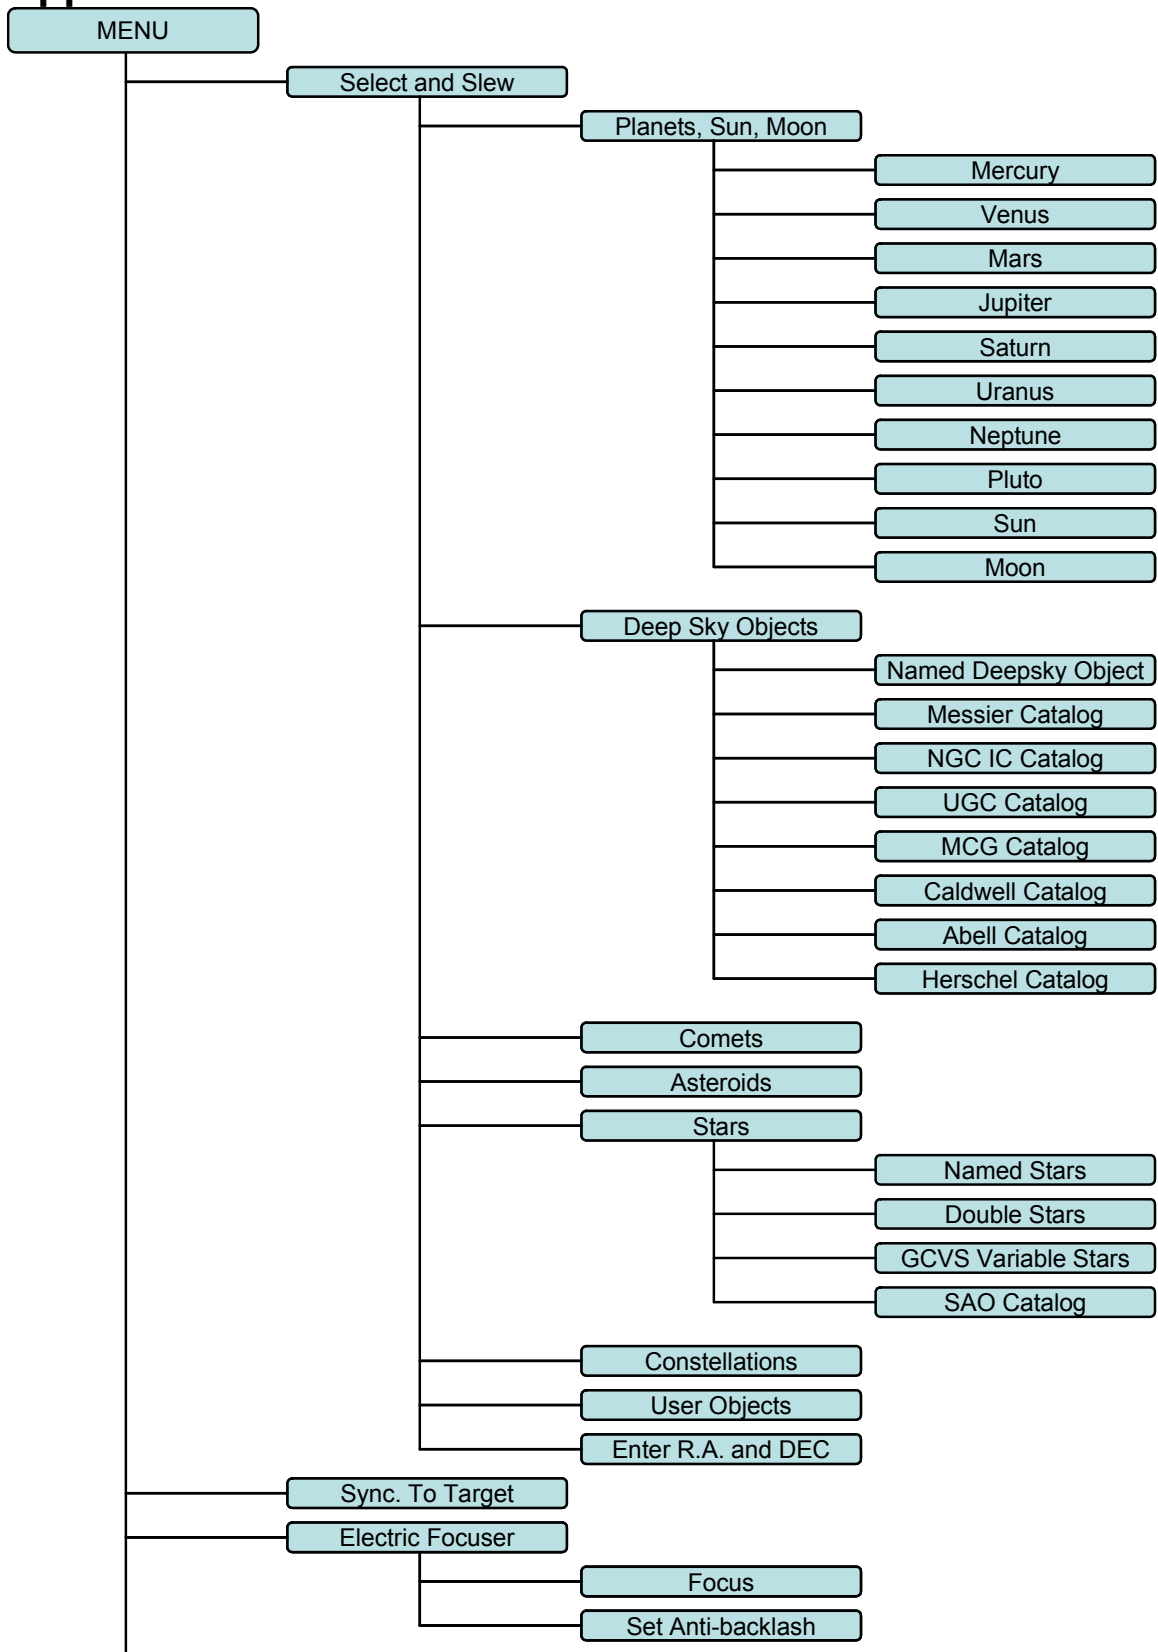 MENU
Select and Slew
Planets, Sun, Moon
Mercury
Venus
Mars
Jupiter
Saturn
Uranus
Neptune
Pluto
Sun
Moon
Deep Sky Objects
Named Deepsky Object
Messier Catalog
NGC IC Catalog
UGC Catalog
MCG Catalog
Caldwell Catalog
Abell Catalog
Herschel Catalog
Comets
Asteroids
Stars
Named Stars
Double Stars
GCVS Variable Stars
SAO Catalog
Constellations
User Objects
Enter R.A. and DEC
Sync. To Target
Electric Focuser
Focus
Set Anti-backlash